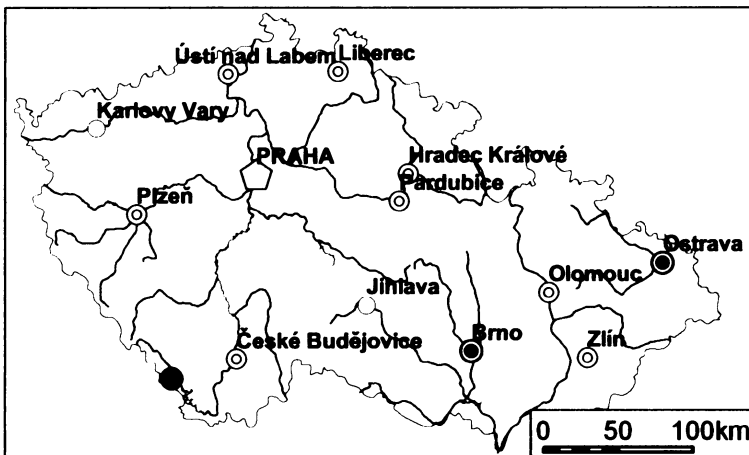 Ústí nad Labem
Liberec
Karlovy Vary
PRAHA
Hradec Králové
Pardubice
Plzeň
Ostrava
Olomouc
Jihlava
České Budějovice
Brno
Zlín
0 50 100km